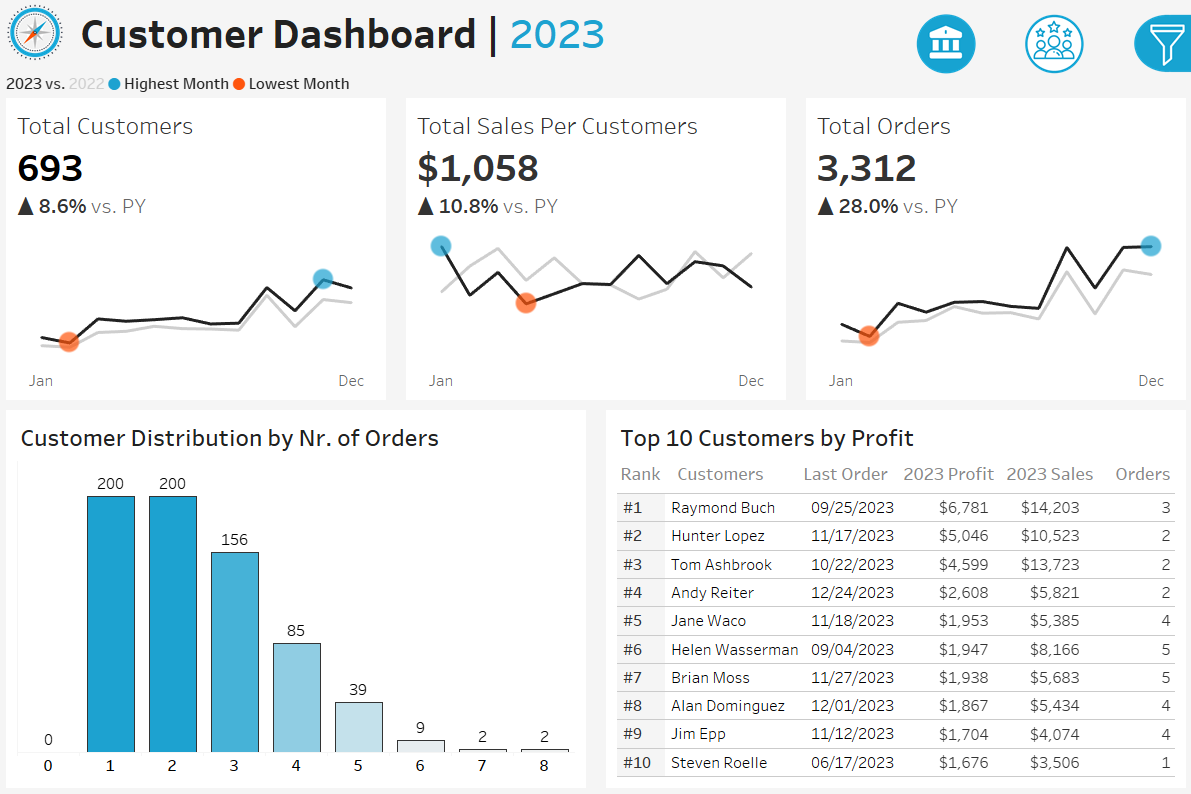 Customer Dashboard | 2023
2023 vs. 2022 Highest Month Lowest Month
Total Customers
693
▲ 8.6% vs. PY
Jan Dec
Total Sales Per Customers
$1,058
▲ 10.8% vs. PY
Jan Dec
Total Orders
3,312
▲ 28.0% vs. PY
Jan Dec
Customer Distribution by Nr. of Orders
0 200 200 156 85 39 9 2 2
0 1 2 3 4 5 6 7 8
Top 10 Customers by Profit
Rank Customers Last Order 2023 Profit 2023 Sales Orders
#1 Raymond Buch 09/25/2023 $6,781 $14,203 3
#2 Hunter Lopez 11/17/2023 $5,046 $10,523 2
#3 Tom Ashbrook 10/22/2023 $4,599 $13,723 2
#4 Andy Reiter 12/24/2023 $2,608 $5,821 2
#5 Jane Waco 11/18/2023 $1,953 $5,385 4
#6 Helen Wasserman 09/04/2023 $1,947 $8,166 5
#7 Brian Moss 11/27/2023 $1,938 $5,683 5
#8 Alan Dominguez 12/01/2023 $1,867 $5,434 4
#9 Jim Epp 11/12/2023 $1,704 $4,074 4
#10 Steven Roelle 06/17/2023 $1,676 $3,506 1